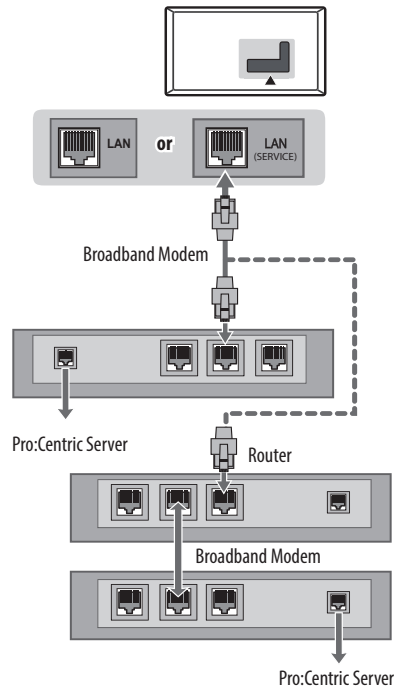 LAN
or
LAN
(SERVICE)
Broadband Modem
Pro:Centric Server
Router
Broadband Modem
Pro:Centric Server